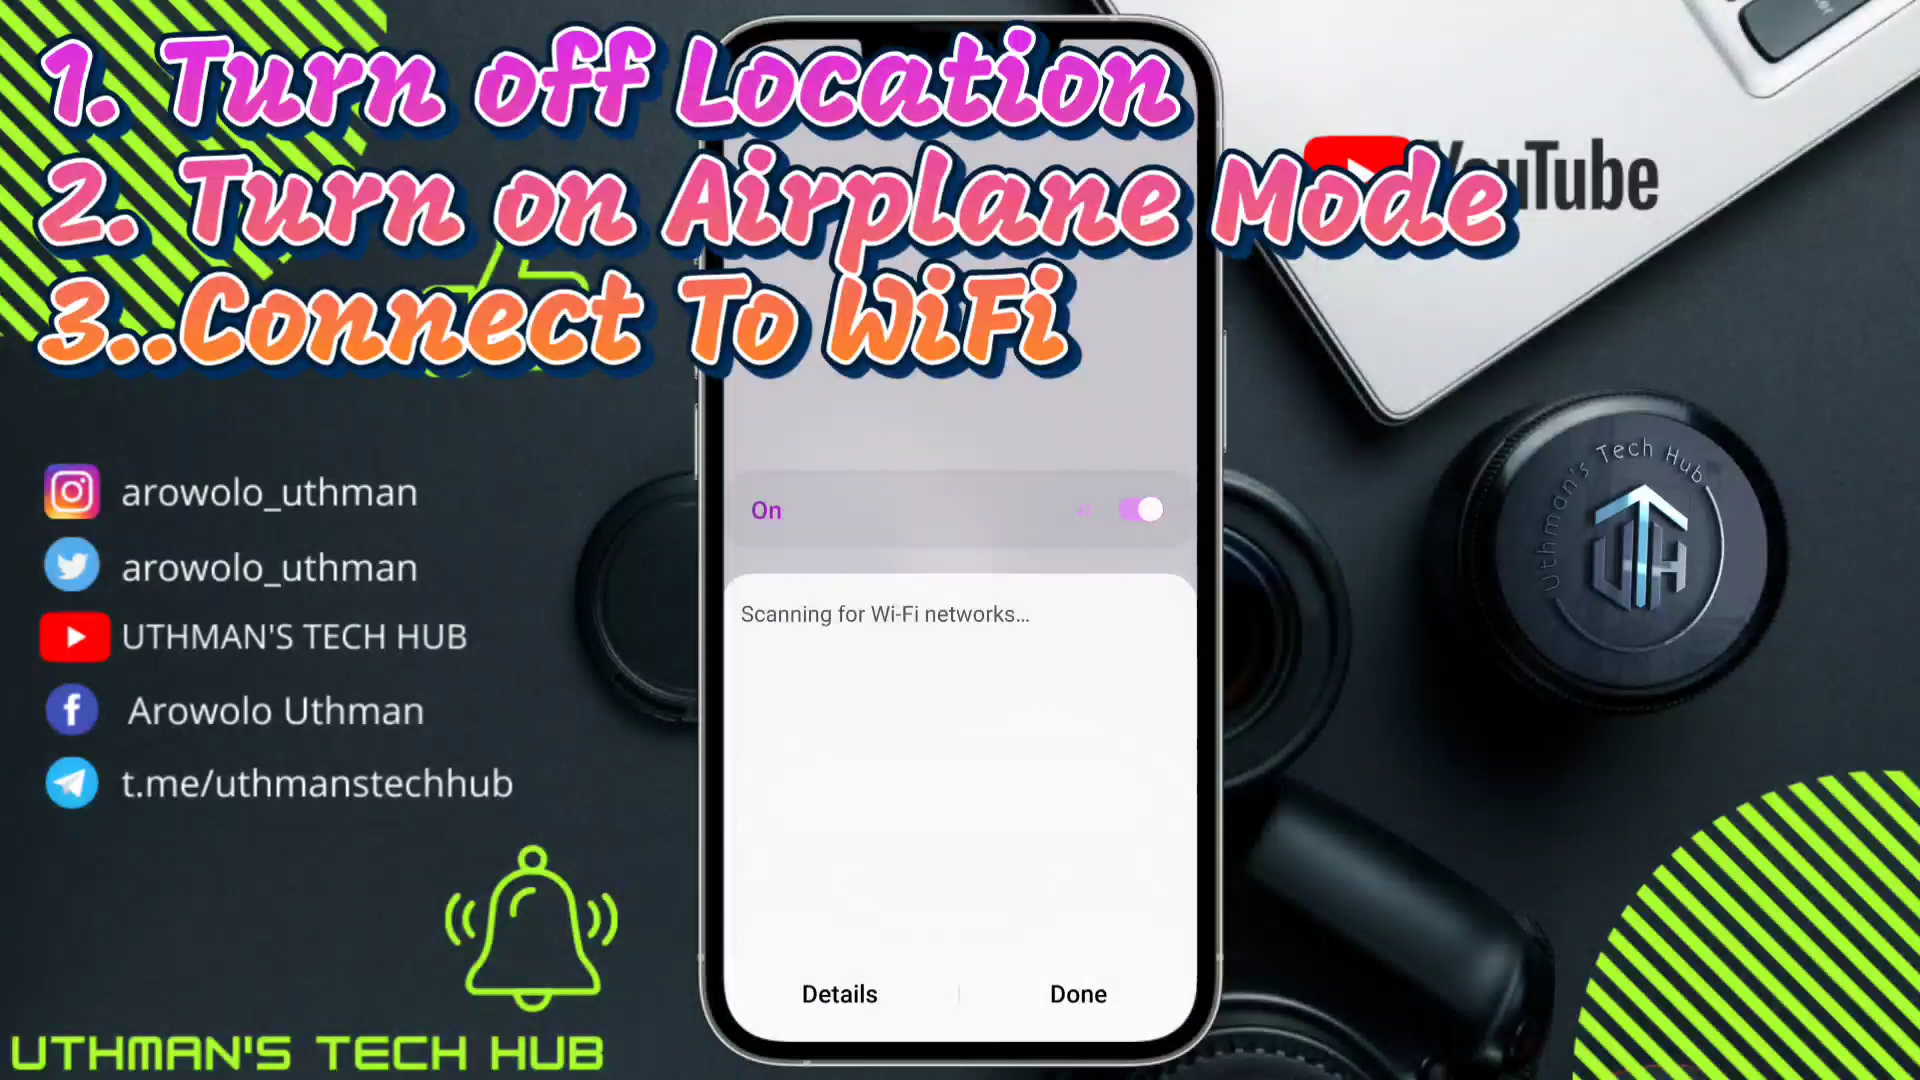 1. Turn off Location
2. Turn on Airplane Mode
3..Connect To WiFi
YouTube
arowolo_uthman
arowolo_uthman
UTHMAN'S TECH HUB
Arowolo Uthman
t.me/uthmanstechhub
UTHMAN'S TECH HUB
On
Scanning for Wi-Fi networks...
Details
Done
Uthman's Tech Hub
UTH